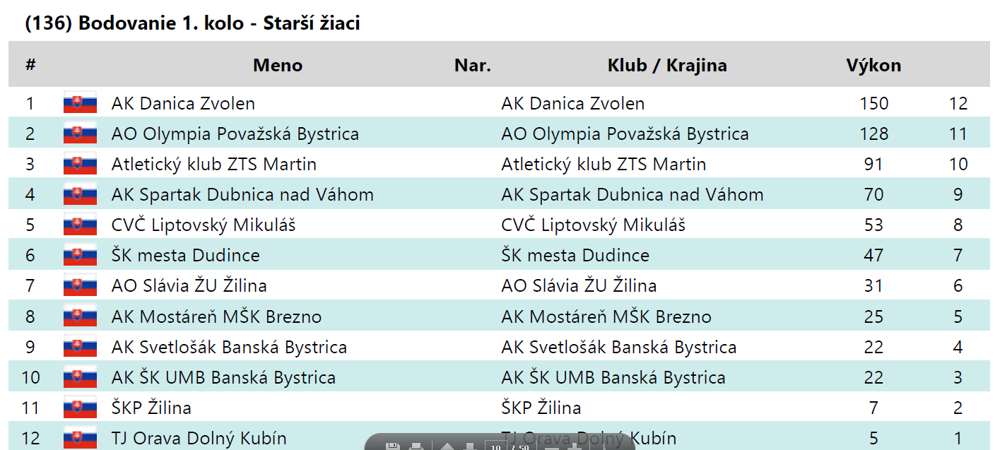 (136) Bodovanie 1. kolo - Starší žiaci
# Meno Nar. Klub / Krajina Výkon
1 AK Danica Zvolen AK Danica Zvolen 150 12
2 AO Olympia Považská Bystrica AO Olympia Považská Bystrica 128 11
3 Atletický klub ZTS Martin Atletický klub ZTS Martin 91 10
4 AK Spartak Dubnica nad Váhom AK Spartak Dubnica nad Váhom 70 9
5 CVČ Liptovský Mikuláš CVČ Liptovský Mikuláš 53 8
6 ŠK mesta Dudince ŠK mesta Dudince 47 7
7 AO Slávia ŽU Žilina AO Slávia ŽU Žilina 31 6
8 AK Mostáreň MŠK Brezno AK Mostáreň MŠK Brezno 25 5
9 AK Svetlošák Banská Bystrica AK Svetlošák Banská Bystrica 22 4
10 AK ŠK UMB Banská Bystrica AK ŠK UMB Banská Bystrica 22 3
11 ŠKP Žilina ŠKP Žilina 7 2
12 TJ Orava Dolný Kubín TJ Orava Dolný Kubín 5 1
10 / 50